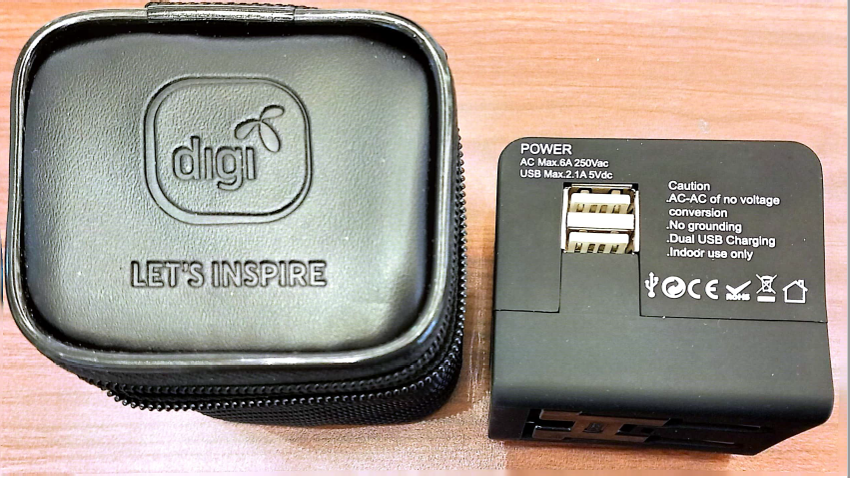 digi
LET'S INSPIRE
POWER
AC Max.6A 250Vac
USB Max.2.1A 5Vdc
Caution
.AC-AC of no voltage
conversion
.No grounding
.Dual USB Charging
.Indoor use only
CE
RoHS